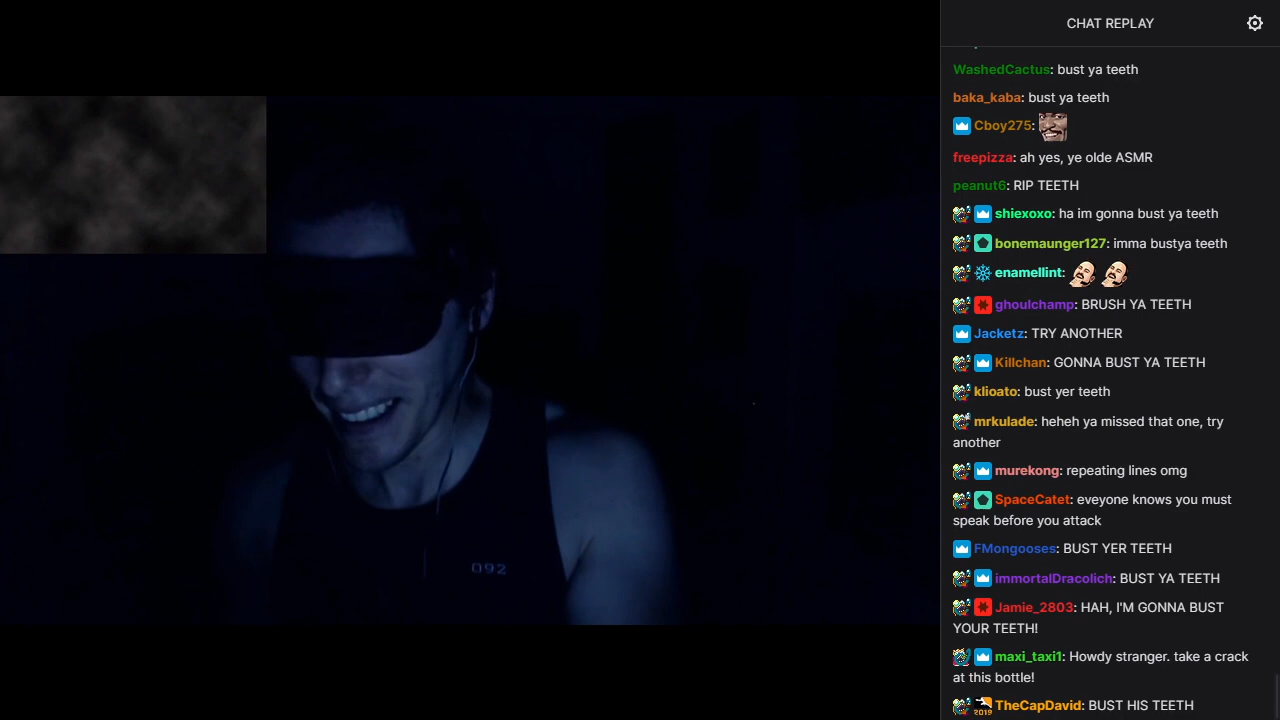 CHAT REPLAY
WashedCactus: bust ya teeth
baka_kaba: bust ya teeth
Cboy275:
freepizza: ah yes, ye olde ASMR
peanut6: RIP TEETH
shiexoxo: ha im gonna bust ya teeth
bonemaunger127: imma bustya teeth
enamellint:
ghoulchamp: BRUSH YA TEETH
Jacketz: TRY ANOTHER
Killchan: GONNA BUST YA TEETH
klioato: bust yer teeth
mrkulade: heheh ya missed that one, try
another
murekong: repeating lines omg
SpaceCatet: eveyone knows you must
speak before you attack
FMongooses: BUST YER TEETH
immortalDracolich: BUST YA TEETH
Jamie_2803: HAH, I'M GONNA BUST
YOUR TEETH!
maxi_taxi1: Howdy stranger. take a crack
at this bottle!
2019 TheCapDavid: BUST HIS TEETH
092